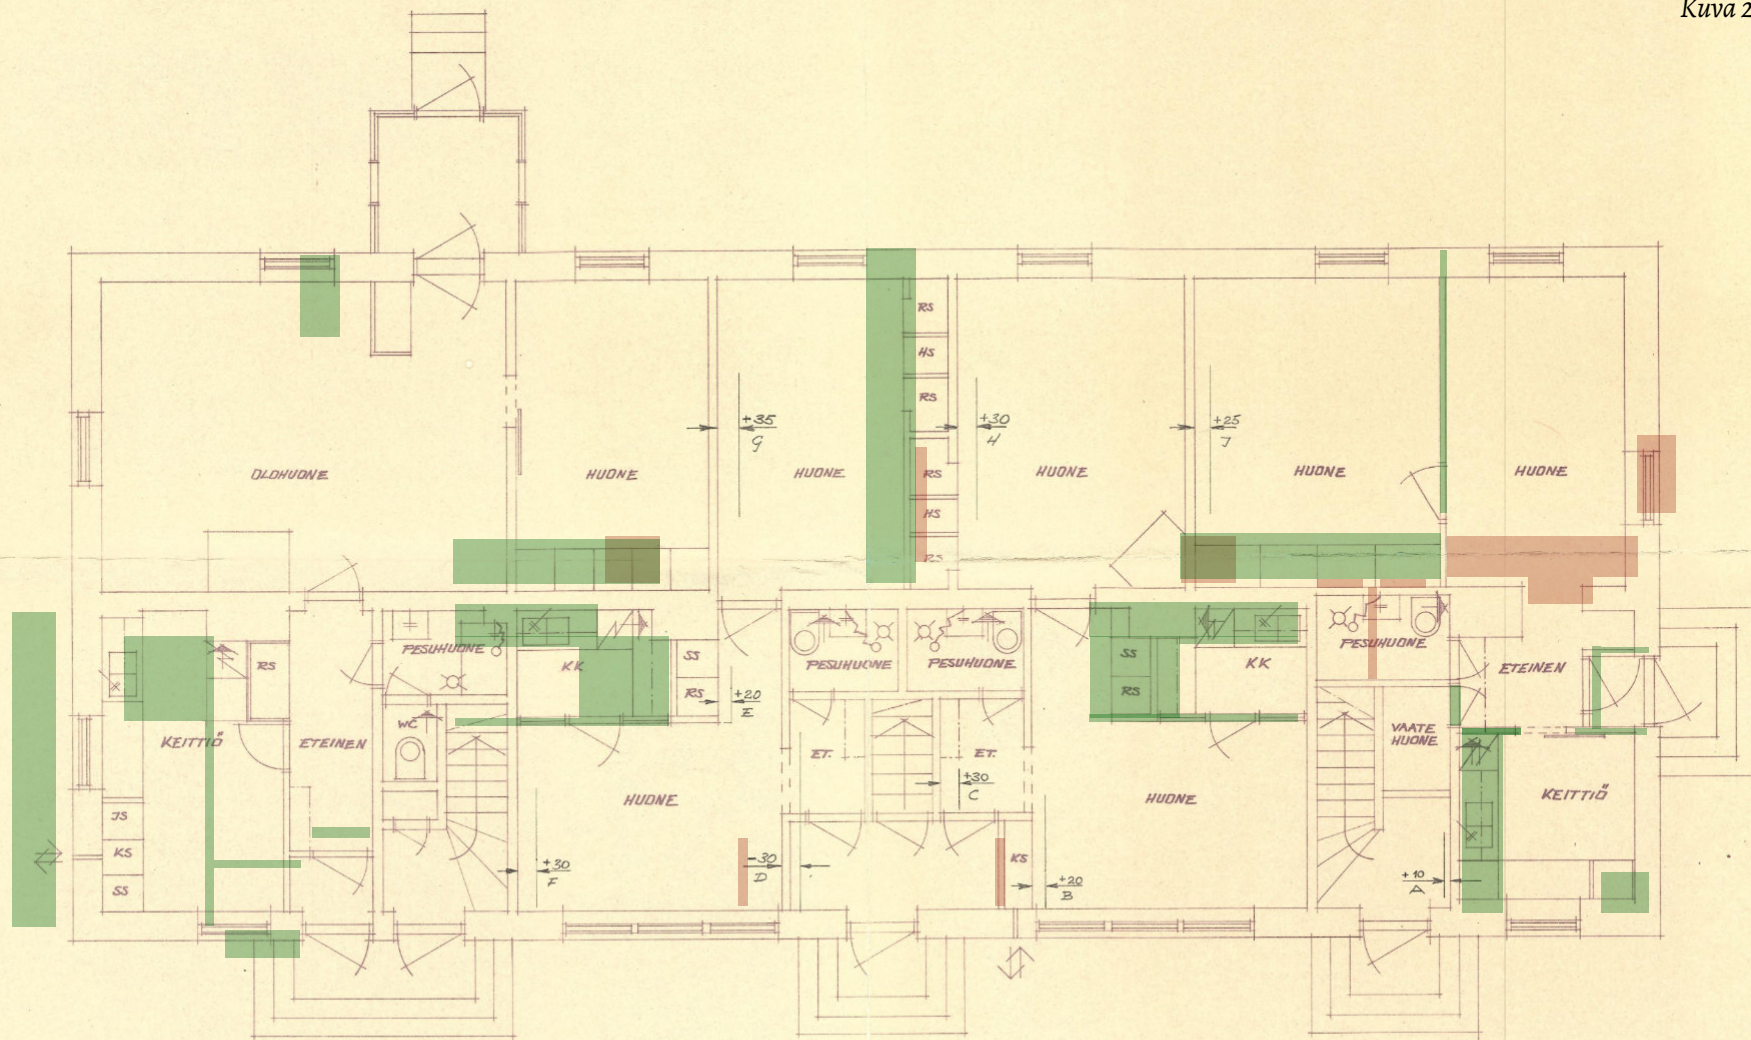 Kuva 2
RS
HS
RS
+35
G
+30
H
+25
J
OLOHUONE
HUONE
HUONE
RS
HUONE
HUONE
HUONE
HS
RS
PESUHUONE
RS
KK
SS
RS
+20
E
PESUHUONE
PESUHUONE
SS
RS
KK
PESUHUONE
ETEINEN
WC
KEITTIÖ
ETEINEN
ET.
ET.
VAATE
HUONE
+30
C
HUONE
HUONE
KEITTIÖ
JS
KS
SS
+30
F
-30
D
KS
+20
B
+10
A